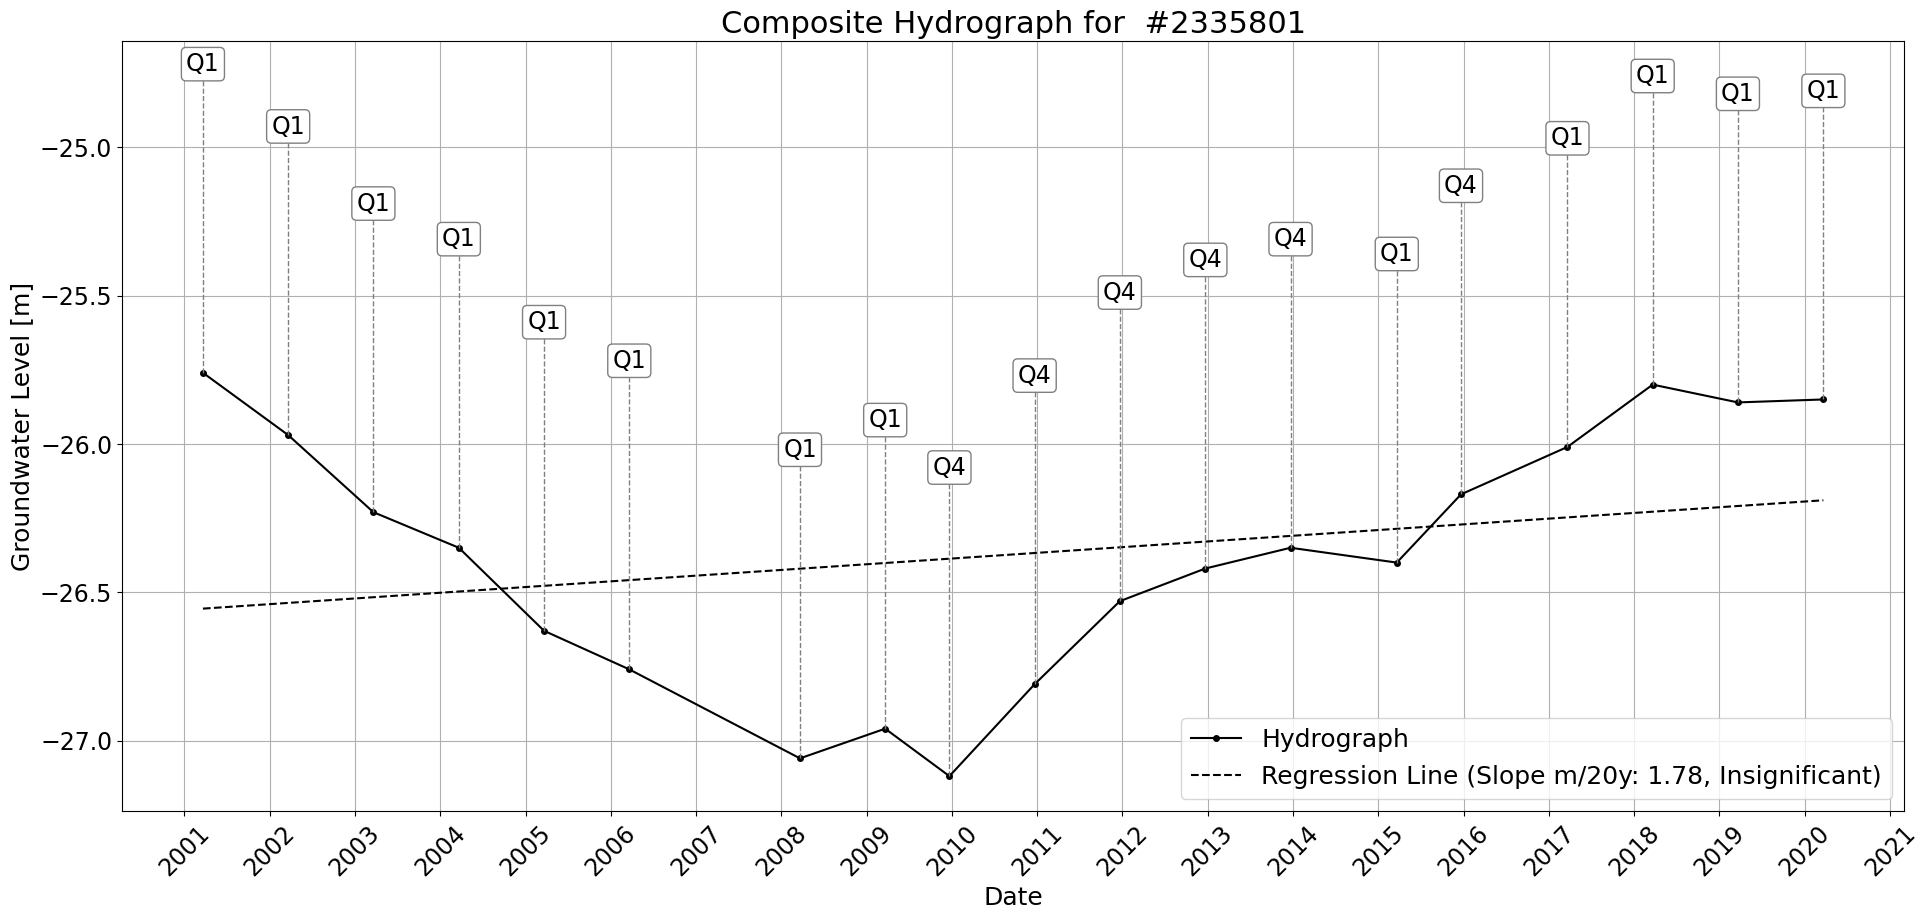 Composite Hydrograph for  #2335801
Groundwater Level [m]
−25.0
−25.5
−26.0
−26.5
−27.0
Q1
Q1
Q1
Q1
Q1
Q1
Q1
Q1
Q4
Q4
Q4
Q4
Q4
Q1
Q4
Q1
Q1
Q1
Q1
Hydrograph
Regression Line (Slope m/20y: 1.78, Insignificant)
2001
2002
2003
2004
2005
2006
2007
2008
2009
2010
2011
2012
2013
2014
2015
2016
2017
2018
2019
2020
2021
Date